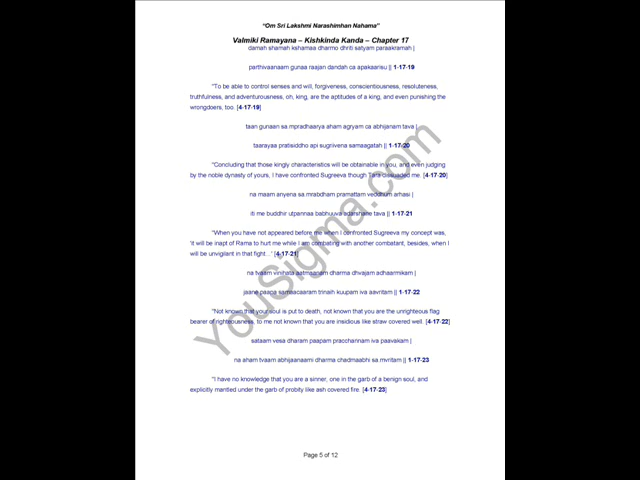 "Om Sri Lakshmi Narashimhan Nahama"
Valmiki Ramayana – Kishkinda Kanda – Chapter 17
damah shamah kshamaa dharmo dhriti satyam paraakramah |
parthivaanaam gunaa raajan dandah ca apakaarisu || 1-17-19
"To be able to control senses and will, forgiveness, conscientiousness, resoluteness,
truthfulness, and adventurousness, oh, king, are the aptitudes of a king, and even punishing the
wrongdoers, too. [4-17-19]
taan gunaan sa mpradhaarya aham agryam ca abhijanam tava |
taarayaa pratisiddho api sugriivena samaagatah || 1-17-20
"Concluding that those kingly characteristics will be obtainable in you, and even judging
by the noble dynasty of yours, I have confronted Sugreeva though Tara dissuaded me. [4-17-20]
na maam anyena sa mrabdham pramattam veddhum arhasi |
iti me buddhir utpannaa babhuuva adarshane tava || 1-17-21
"When you have not appeared before me when I confronted Sugreeva my concept was,
'it will be inapt of Rama to hurt me while I am combating with another combatant, besides, when I
will be unvigilant in that fight…' [4-17-21]
na tvaam vinihata aatmaanam dharma dhvajam adhaarmikam |
jaane paapa samaacaaram trinaih kuupam iva aavritam || 1-17-22
"Not known that your soul is put to death, not known that you are the unrighteous flag
bearer of righteousness, to me not known that you are insidious like straw covered well. [4-17-22]
sataam vesa dharam paapam pracchannam iva paavakam |
na aham tvaam abhijaanaami dharma chadmaabhi sa mvritam || 1-17-23
"I have no knowledge that you are a sinner, one in the garb of a benign soul, and
explicitly mantled under the garb of probity like ash covered fire. [4-17-23]
YouSigma.com
Page 5 of 12